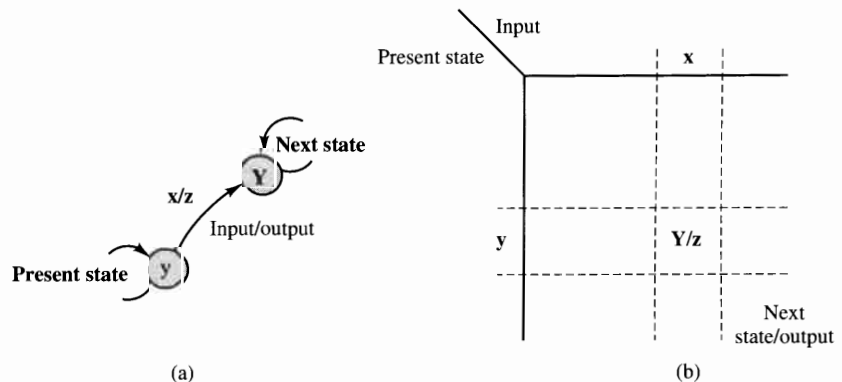 Next state
Y
x/z
Input/output
Present state
y
(a)
Input
Present state
x
y
Y/z
Next
state/output
(b)